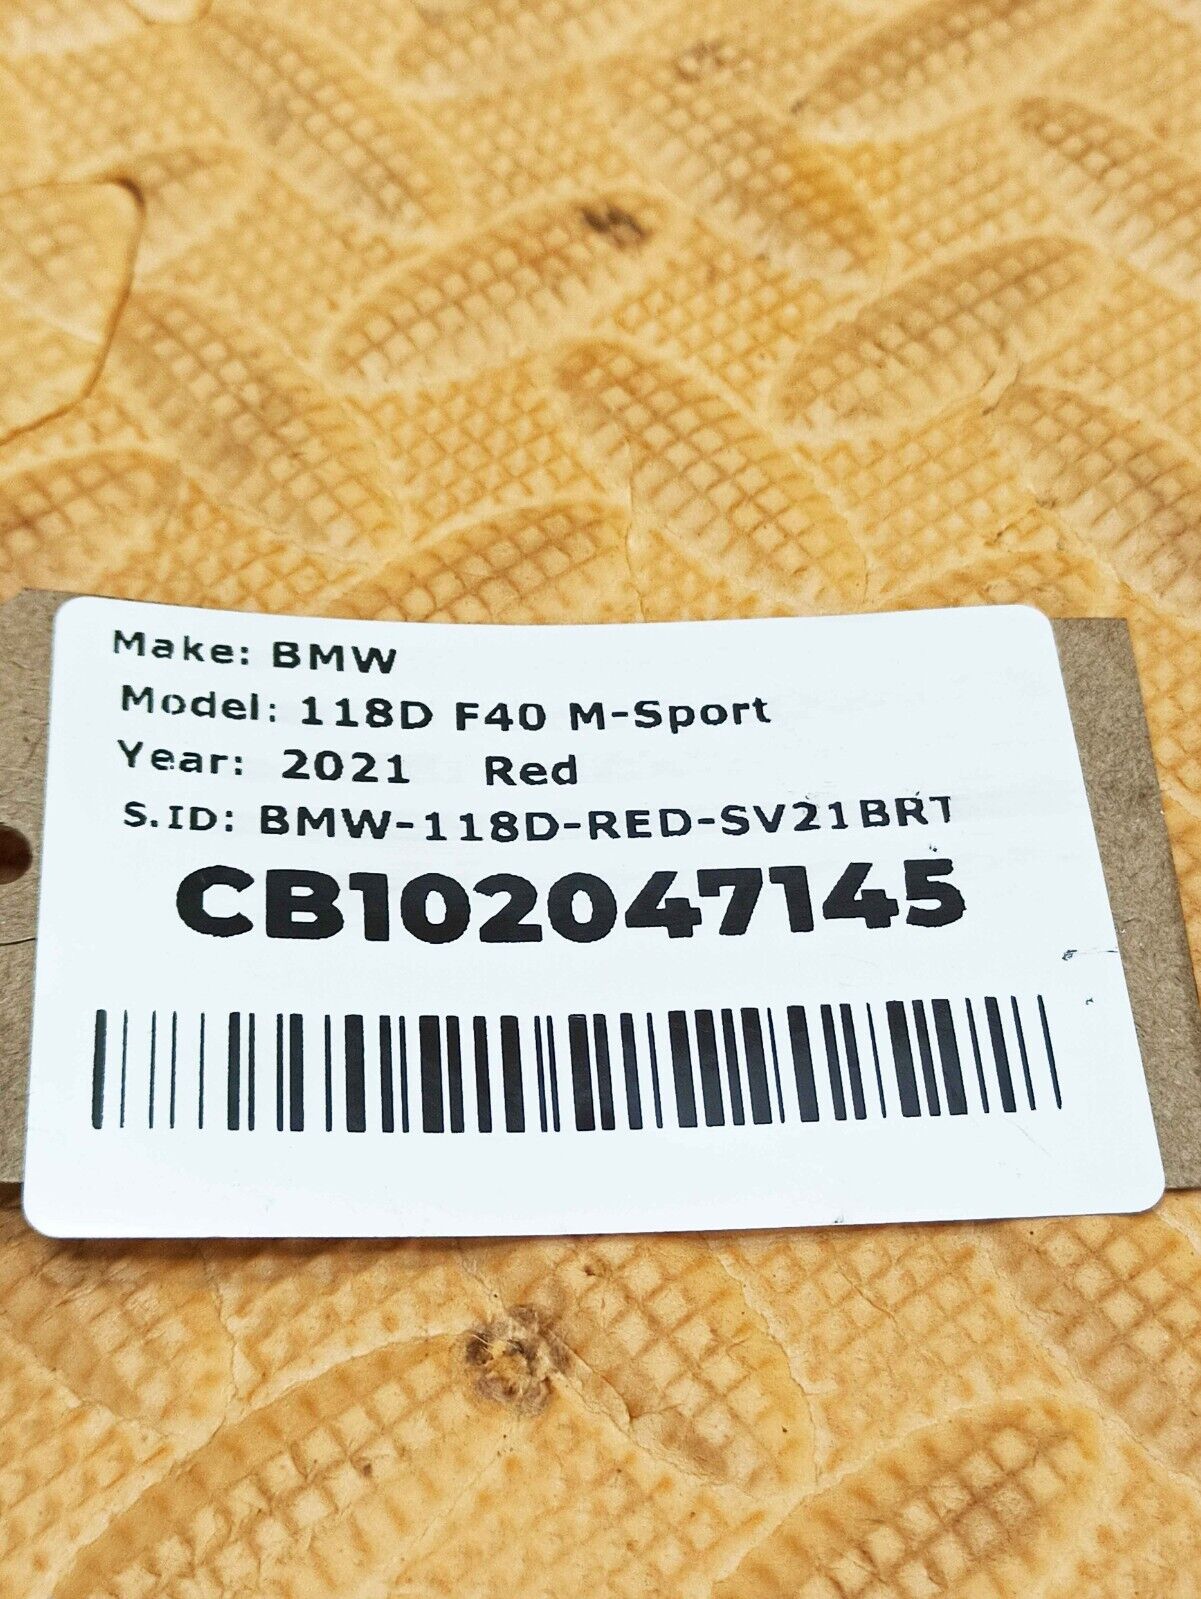 Make: BMW
Model: 118D F40 M-Sport
Year: 2021 Red
S.ID: BMW-118D-RED-SV21BRT
CB102047145